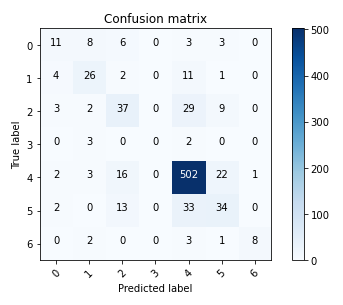 Confusion matrix
0 11 8 6 0 3 3 0
1 4 26 2 0 11 1 0
2 3 2 37 0 29 9 0
3 0 3 0 0 2 0 0
4 2 3 16 0 502 22 1
5 2 0 13 0 33 34 0
6 0 2 0 0 3 1 8
0 1 2 3 4 5 6
True label
Predicted label
500
400
300
200
100
0